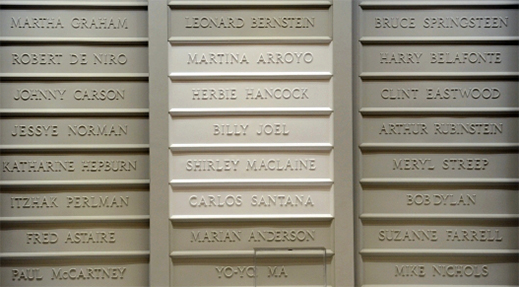 MARTHA GRAHAM
ROBERT DE NIRO
JOHNNY CARSON
JESSYE NORMAN
KATHARINE HEPBURN
ITZHAK PERLMAN
FRED ASTAIRE
PAUL McCARTNEY
LEONARD BERNSTEIN
MARTINA ARROYO
HERBIE HANCOCK
BILLY JOEL
SHIRLEY MACLAINE
CARLOS SANTANA
MARIAN ANDERSON
YO-YO MA
BRUCE SPRINGSTEEN
HARRY BELAFONTE
CLINT EASTWOOD
ARTHUR RUBINSTEIN
MERYL STREEP
BOB DYLAN
SUZANNE FARRELL
MIKE NICHOLS